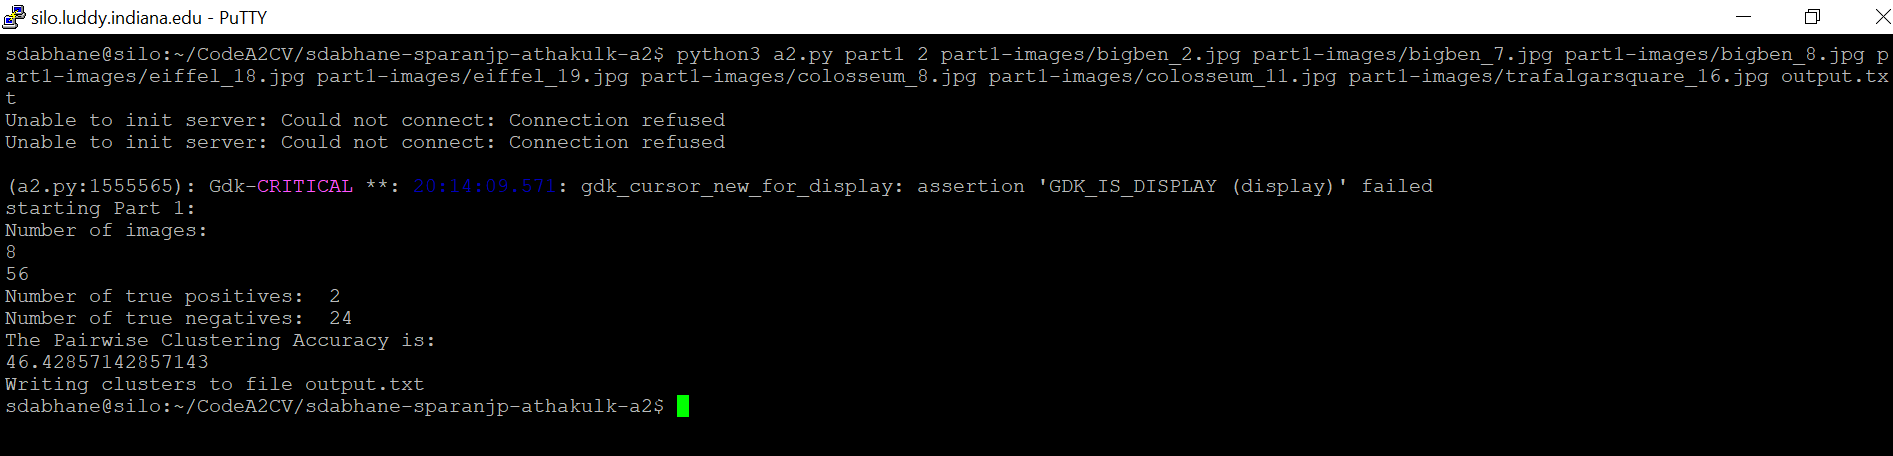 silo.luddy.indiana.edu - PuTTY
sdabhane@silo:~/CodeA2CV/sdabhane-sparanjp-athakulk-a2$ python3 a2.py part1 2 part1-images/bigben_2.jpg part1-images/bigben_7.jpg part1-images/bigben_8.jpg p
art1-images/eiffel_18.jpg part1-images/eiffel_19.jpg part1-images/colosseum_8.jpg part1-images/colosseum_11.jpg part1-images/trafalgarsquare_16.jpg output.tx
t
Unable to init server: Could not connect: Connection refused
Unable to init server: Could not connect: Connection refused
(a2.py:1555565): Gdk-CRITICAL **: 20:14:09.571: gdk_cursor_new_for_display: assertion 'GDK_IS_DISPLAY (display)' failed
starting Part 1:
Number of images:
8
56
Number of true positives:  2
Number of true negatives:  24
The Pairwise Clustering Accuracy is:
46.42857142857143
Writing clusters to file output.txt
sdabhane@silo:~/CodeA2CV/sdabhane-sparanjp-athakulk-a2$